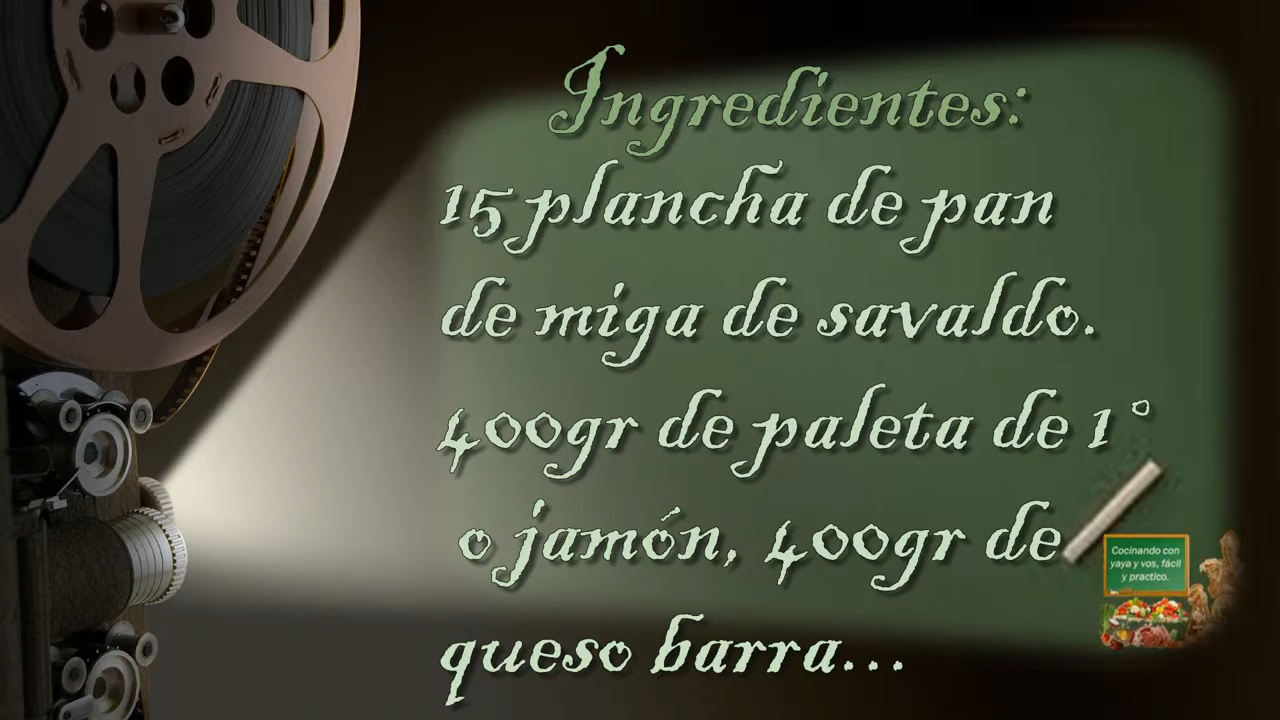 Ingredientes:
15 plancha de pan
de miga de savaldo.
400gr de paleta de 1°
o jamón, 400gr de
queso barra...
Cocinando con
yaya y vos, fácil
y practico.